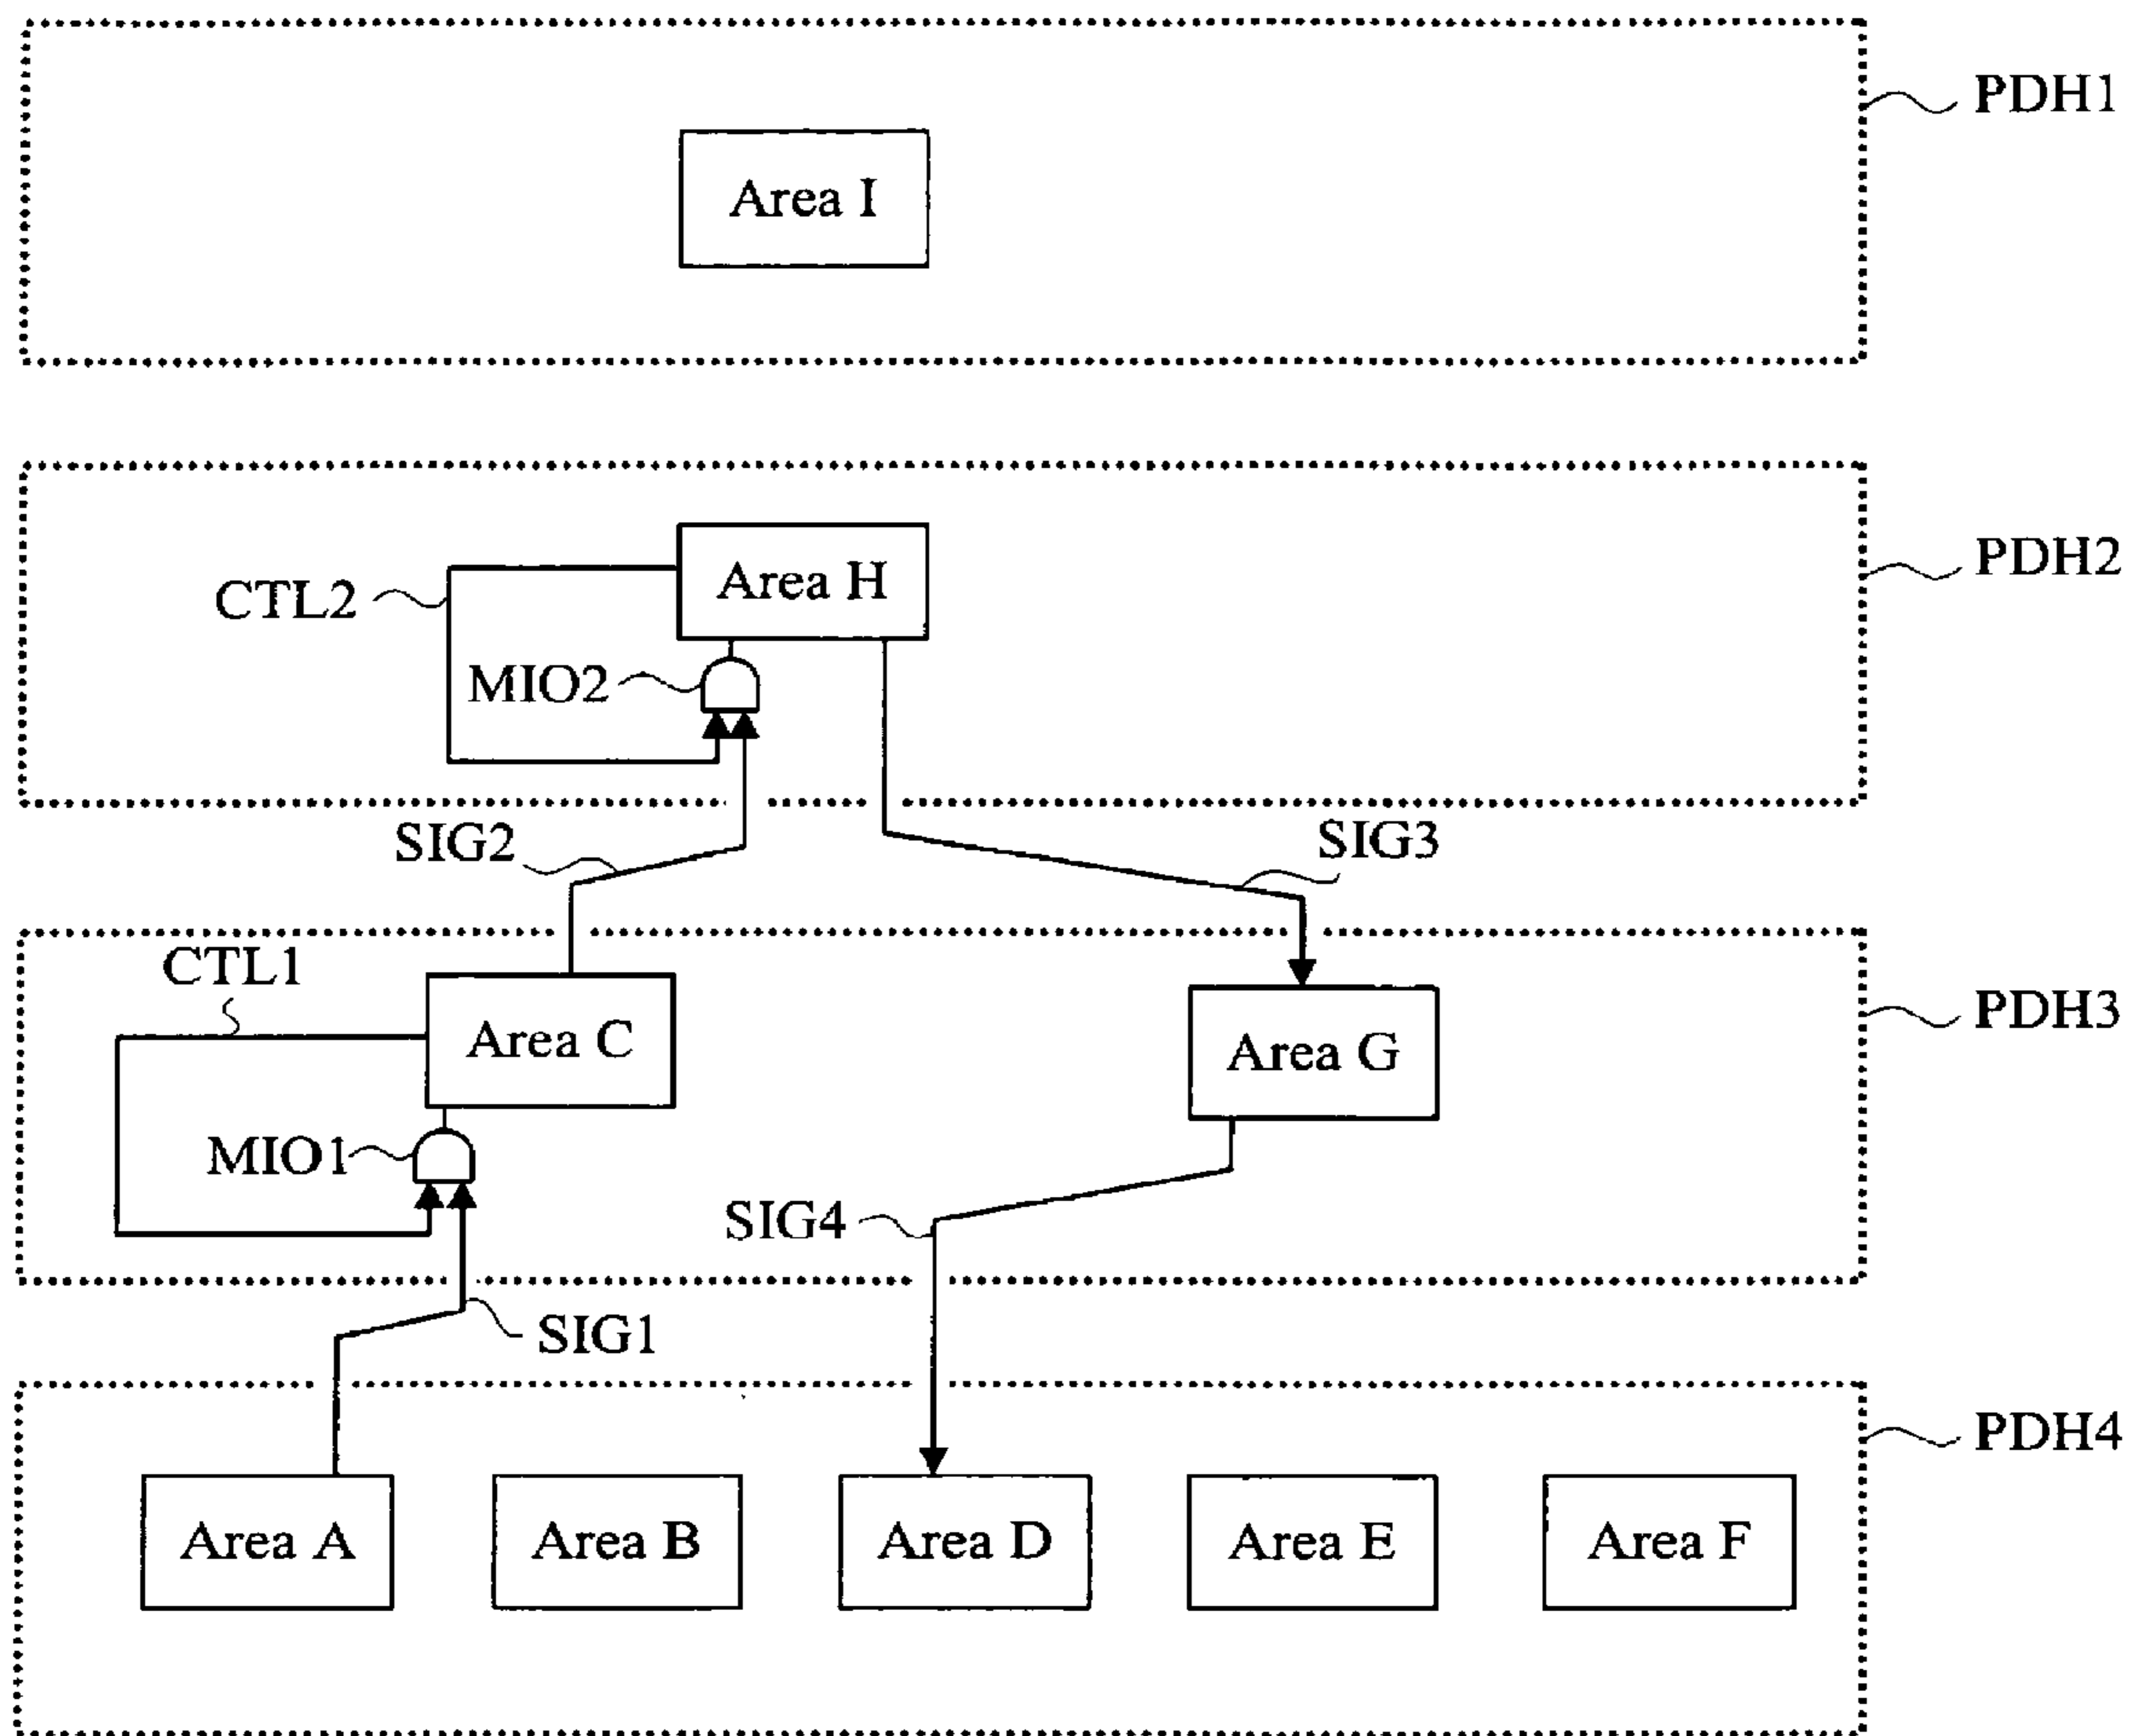 PDH1
Area I
PDH2
Area H
CTL2
MIO2
SIG2
SIG3
CTL1
PDH3
Area C
Area G
MIO1
SIG4
SIG1
PDH4
Area A
Area B
Area D
Area E
Area F